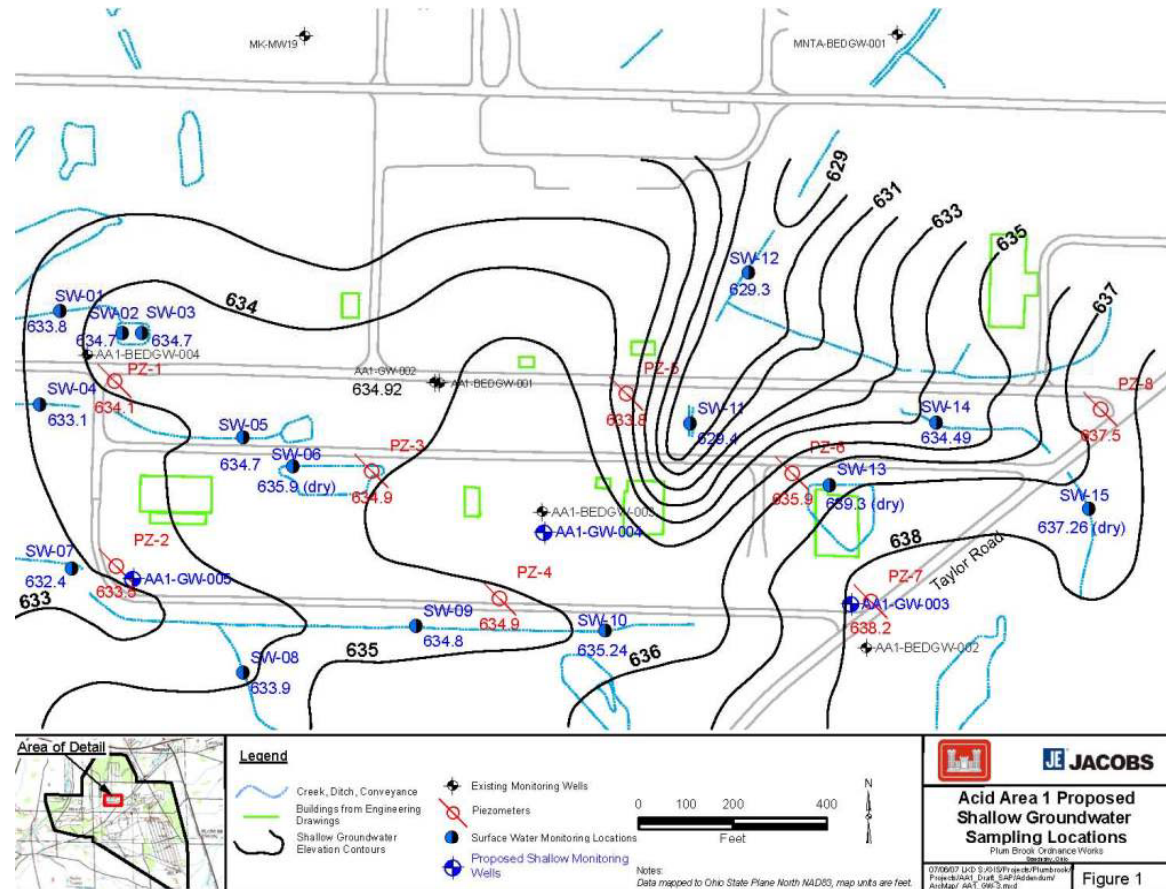 MK-MW19
MNTA-BEDGW-001
629
631
633
635
637
SW-12
629.3
SW-01
633.8
SW-02
634.7
SW-03
634.7
634
AA1-BEDGW-004
PZ-1
634.1
AA1-GW-002
634.92
AA1-BEDGW-001
PZ-5
633.8
PZ-8
637.5
SW-04
633.1
SW-11
629.4
SW-14
634.49
SW-05
634.7
PZ-3
634.9
SW-06
635.9 (dry)
PZ-6
635.9
SW-13
639.3 (dry)
SW-15
637.26 (dry)
AA1-BEDGW-003
AA1-GW-004
638
Taylor Road
PZ-2
633.8
SW-07
632.4
AA1-GW-005
633
PZ-4
634.9
PZ-7
638.2
AA1-GW-003
SW-09
634.8
SW-10
635.24
AA1-BEDGW-002
SW-08
633.9
635
636
Area of Detail
Legend
Creek, Ditch, Conveyance
Buildings from Engineering
Drawings
Shallow Groundwater
Elevation Contours
Existing Monitoring Wells
Piezometers
Surface Water Monitoring Locations
Proposed Shallow Monitoring
Wells
0 100 200 400
Feet
N
Notes:
Data mapped to Ohio State Plane North NAD83, map units are feet.
JE JACOBS
Acid Area 1 Proposed
Shallow Groundwater
Sampling Locations
Plum Brook Ordnance Works
Figure 1